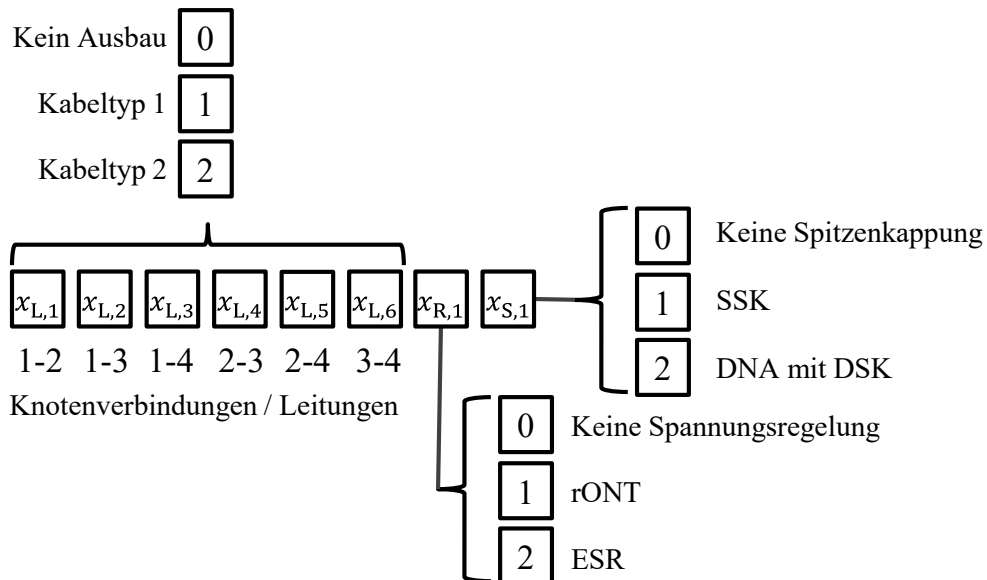 Kein Ausbau 0
Kabeltyp 1 1
Kabeltyp 2 2
0 Keine Spitzenkappung
1 SSK
2 DNA mit DSK
x_L,1 x_L,2 x_L,3 x_L,4 x_L,5 x_L,6 x_R,1 x_S,1
1-2 1-3 1-4 2-3 2-4 3-4
Knotenverbindungen / Leitungen
0 Keine Spannungsregelung
1 rONT
2 ESR